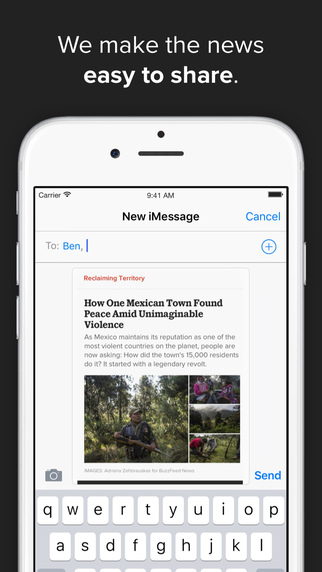 We make the news
easy to share.
Carrier 9:41 AM
New iMessage Cancel
To: Ben,
Reclaiming Territory
How One Mexican Town Found
Peace Amid Unimaginable
Violence
As Mexico maintains its reputation as one of the
most violent countries on the planet, people are
now asking: How did the town's 15,000 residents
do it? It started with a legendary revolt.
IMAGES: Adriana Zehbrauskas for BuzzFeed News
Send
q w e r t y u i o p
a s d f g h j k l